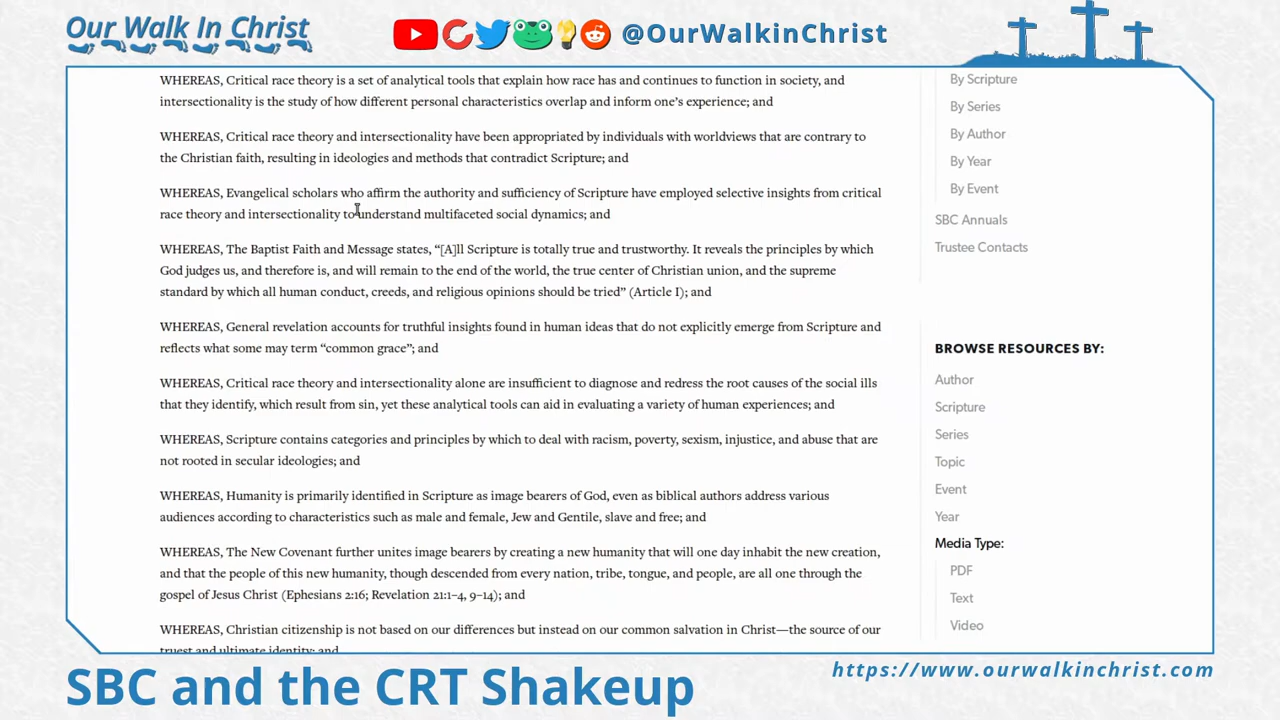 Our Walk In Christ
@OurWalkinChrist
WHEREAS, Critical race theory is a set of analytical tools that explain how race has and continues to function in society, and
intersectionality is the study of how different personal characteristics overlap and inform one’s experience; and
WHEREAS, Critical race theory and intersectionality have been appropriated by individuals with worldviews that are contrary to
the Christian faith, resulting in ideologies and methods that contradict Scripture; and
WHEREAS, Evangelical scholars who affirm the authority and sufficiency of Scripture have employed selective insights from critical
race theory and intersectionality to understand multifaceted social dynamics; and
WHEREAS, The Baptist Faith and Message states, “[A]ll Scripture is totally true and trustworthy. It reveals the principles by which
God judges us, and therefore is, and will remain to the end of the world, the true center of Christian union, and the supreme
standard by which all human conduct, creeds, and religious opinions should be tried” (Article I); and
WHEREAS, General revelation accounts for truthful insights found in human ideas that do not explicitly emerge from Scripture and
reflects what some may term “common grace”; and
WHEREAS, Critical race theory and intersectionality alone are insufficient to diagnose and redress the root causes of the social ills
that they identify, which result from sin, yet these analytical tools can aid in evaluating a variety of human experiences; and
WHEREAS, Scripture contains categories and principles by which to deal with racism, poverty, sexism, injustice, and abuse that are
not rooted in secular ideologies; and
WHEREAS, Humanity is primarily identified in Scripture as image bearers of God, even as biblical authors address various
audiences according to characteristics such as male and female, Jew and Gentile, slave and free; and
WHEREAS, The New Covenant further unites image bearers by creating a new humanity that will one day inhabit the new creation,
and that the people of this new humanity, though descended from every nation, tribe, tongue, and people, are all one through the
gospel of Jesus Christ (Ephesians 2:16; Revelation 21:1–4, 9–14); and
WHEREAS, Christian citizenship is not based on our differences but instead on our common salvation in Christ—the source of our
truest and ultimate identity; and
By Scripture
By Series
By Author
By Year
By Event
SBC Annuals
Trustee Contacts
BROWSE RESOURCES BY:
Author
Scripture
Series
Topic
Event
Year
Media Type:
PDF
Text
Video
SBC and the CRT Shakeup
https://www.ourwalkinchrist.com